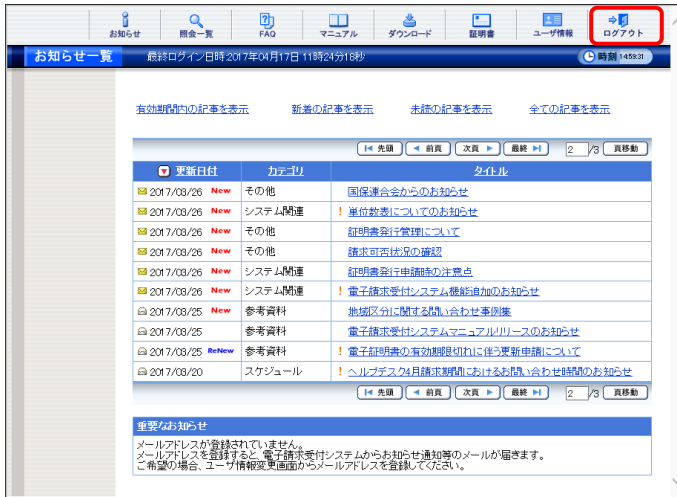 お知らせ 照会一覧 FAQ マニュアル ダウンロード 証明書 ユーザ情報 ログアウト
お知らせ一覧 最終ログイン日時:2017年04月17日 11時24分18秒 時刻 14:59:31
有効期間内の記事を表示 新着の記事を表示 未読の記事を表示 全ての記事を表示
先頭 前頁 次頁 最終 2 /3 頁移動
更新日付 カテゴリ タイトル
2017/03/26 New その他 国保連合会からのお知らせ
2017/03/26 New システム関連 ! 単位数表についてのお知らせ
2017/03/26 New その他 証明書発行管理について
2017/03/26 New その他 請求可否状況の確認
2017/03/26 New システム関連 証明書発行申請時の注意点
2017/03/26 New システム関連 ! 電子請求受付システム機能追加のお知らせ
2017/03/25 New 参考資料 地域区分に関する問い合わせ事例集
2017/03/25 参考資料 電子請求受付システムマニュアルリリースのお知らせ
2017/03/25 ReNew 参考資料 ! 電子証明書の有効期限切れに伴う更新申請について
2017/03/20 スケジュール ! ヘルプデスク4月請求期間におけるお問い合わせ時間のお知らせ
先頭 前頁 次頁 最終 2 /3 頁移動
重要なお知らせ
メールアドレスが登録されていません。
メールアドレスを登録すると、電子請求受付システムからお知らせ通知等のメールが届きます。
ご希望の場合、ユーザ情報変更画面からメールアドレスを登録してください。